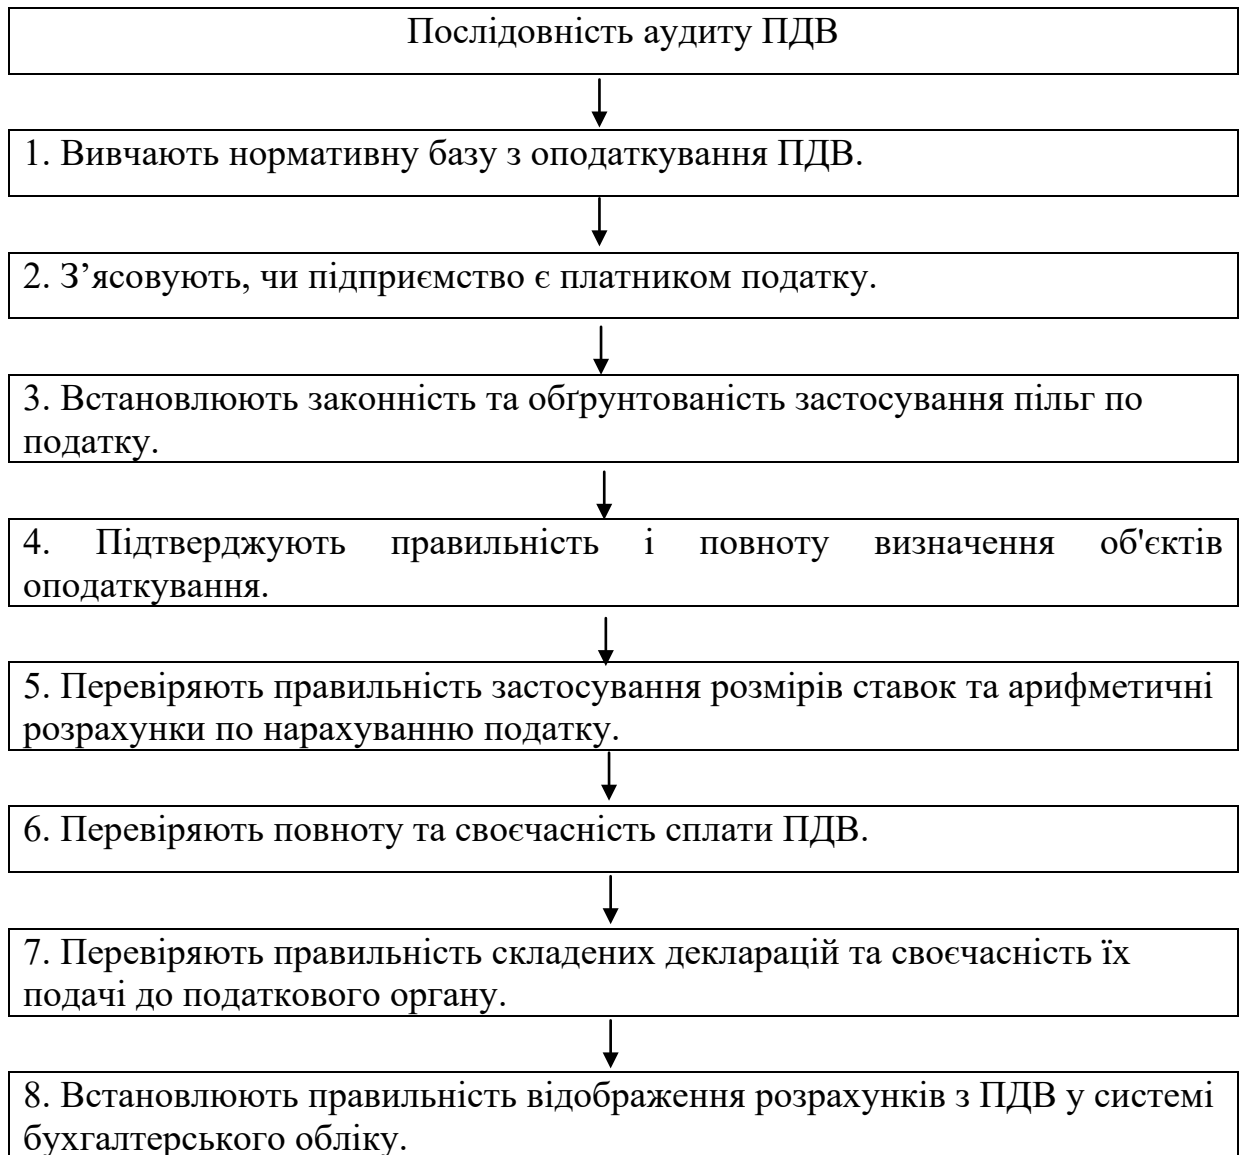 Послідовність аудиту ПДВ
1. Вивчають нормативну базу з оподаткування ПДВ.
2. З’ясовують, чи підприємство є платником податку.
3. Встановлюють законність та обґрунтованість застосування пільг по
податку.
4. Підтверджують правильність і повноту визначення об'єктів
оподаткування.
5. Перевіряють правильність застосування розмірів ставок та арифметичні
розрахунки по нарахуванню податку.
6. Перевіряють повноту та своєчасність сплати ПДВ.
7. Перевіряють правильність складених декларацій та своєчасність їх
подачі до податкового органу.
8. Встановлюють правильність відображення розрахунків з ПДВ у системі
бухгалтерського обліку.